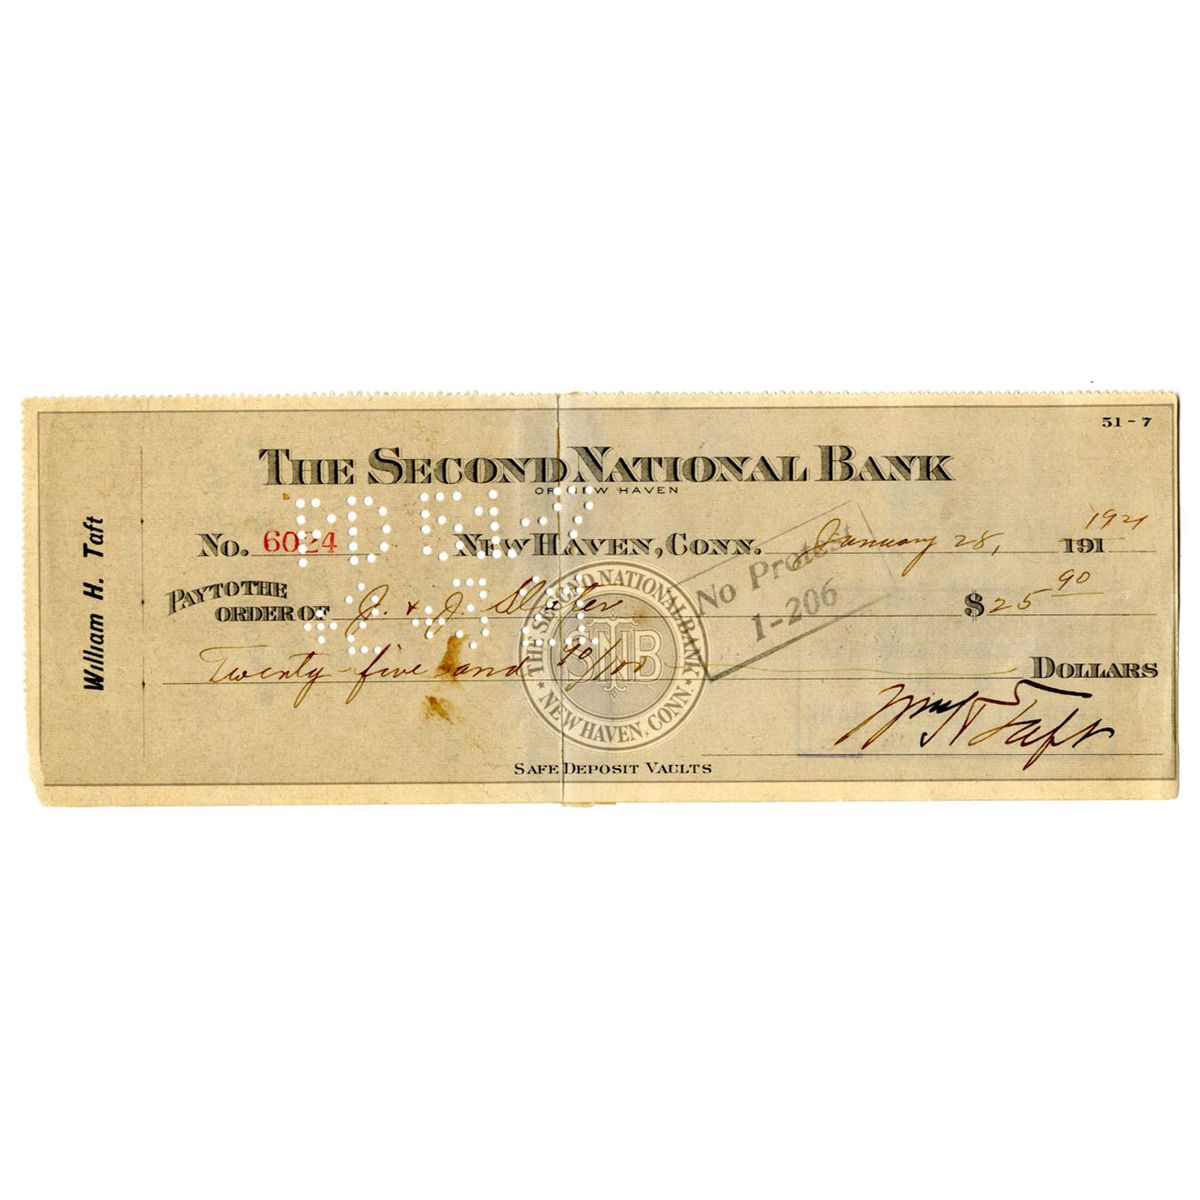 51-7
THE SECOND NATIONAL BANK
OF NEW HAVEN
William H. Taft
No. 6024 NEW HAVEN, CONN. January 28, 191 1921
PAY TO THE ORDER OF J. & J. Slater $25 90
No Protest
1-206
Twenty five and 90/100 DOLLARS
THE SECOND NATIONAL BANK NEW HAVEN, CONN.
SNB
Wm H Taft
SAFE DEPOSIT VAULTS